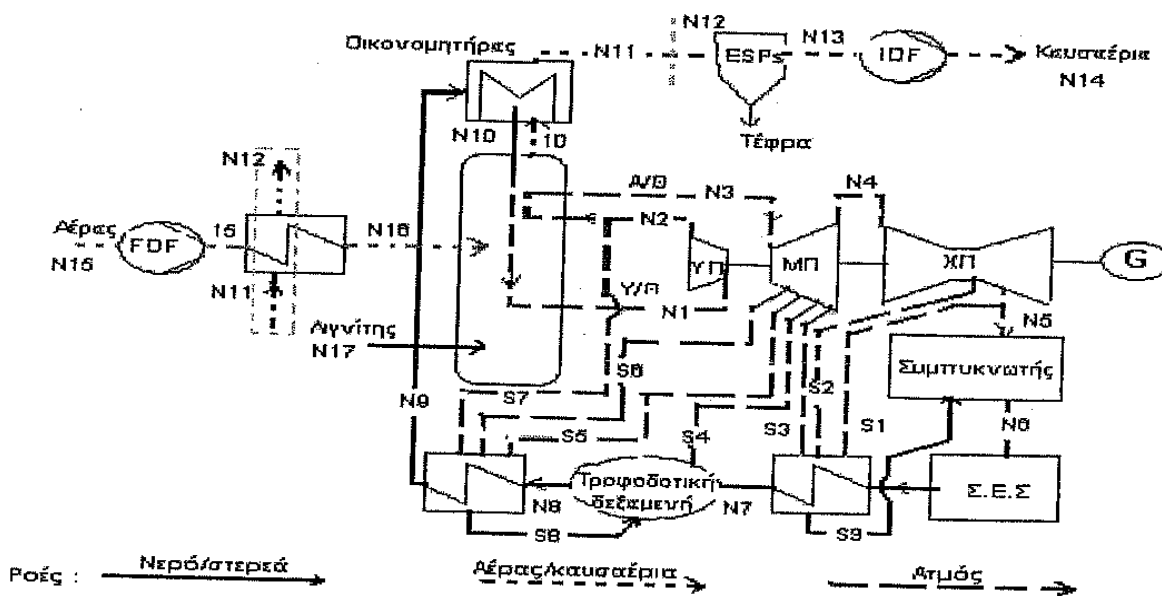 N12
Οικονομητήρας
N11
ESPs
N13
IDF
Καυσαέρια
N14
Τέφρα
N10
10
N12
Α/Θ
N3
N4
Αέρας
N15
FDF
15
N16
N2
ΥΠ
ΜΠ
ΧΠ
G
N11
Υ/Π
N1
N5
Λιγνίτης
N17
Συμπυκνωτής
S6
S2
N9
S7
S5
S4
S3
S1
N6
Τροφοδοτική
δεξαμενή
Σ.Ε.Σ
N8
N7
S8
S9
Ροές :
Νερό/στερεά
Αέρας/καυσαέρια
Ατμός